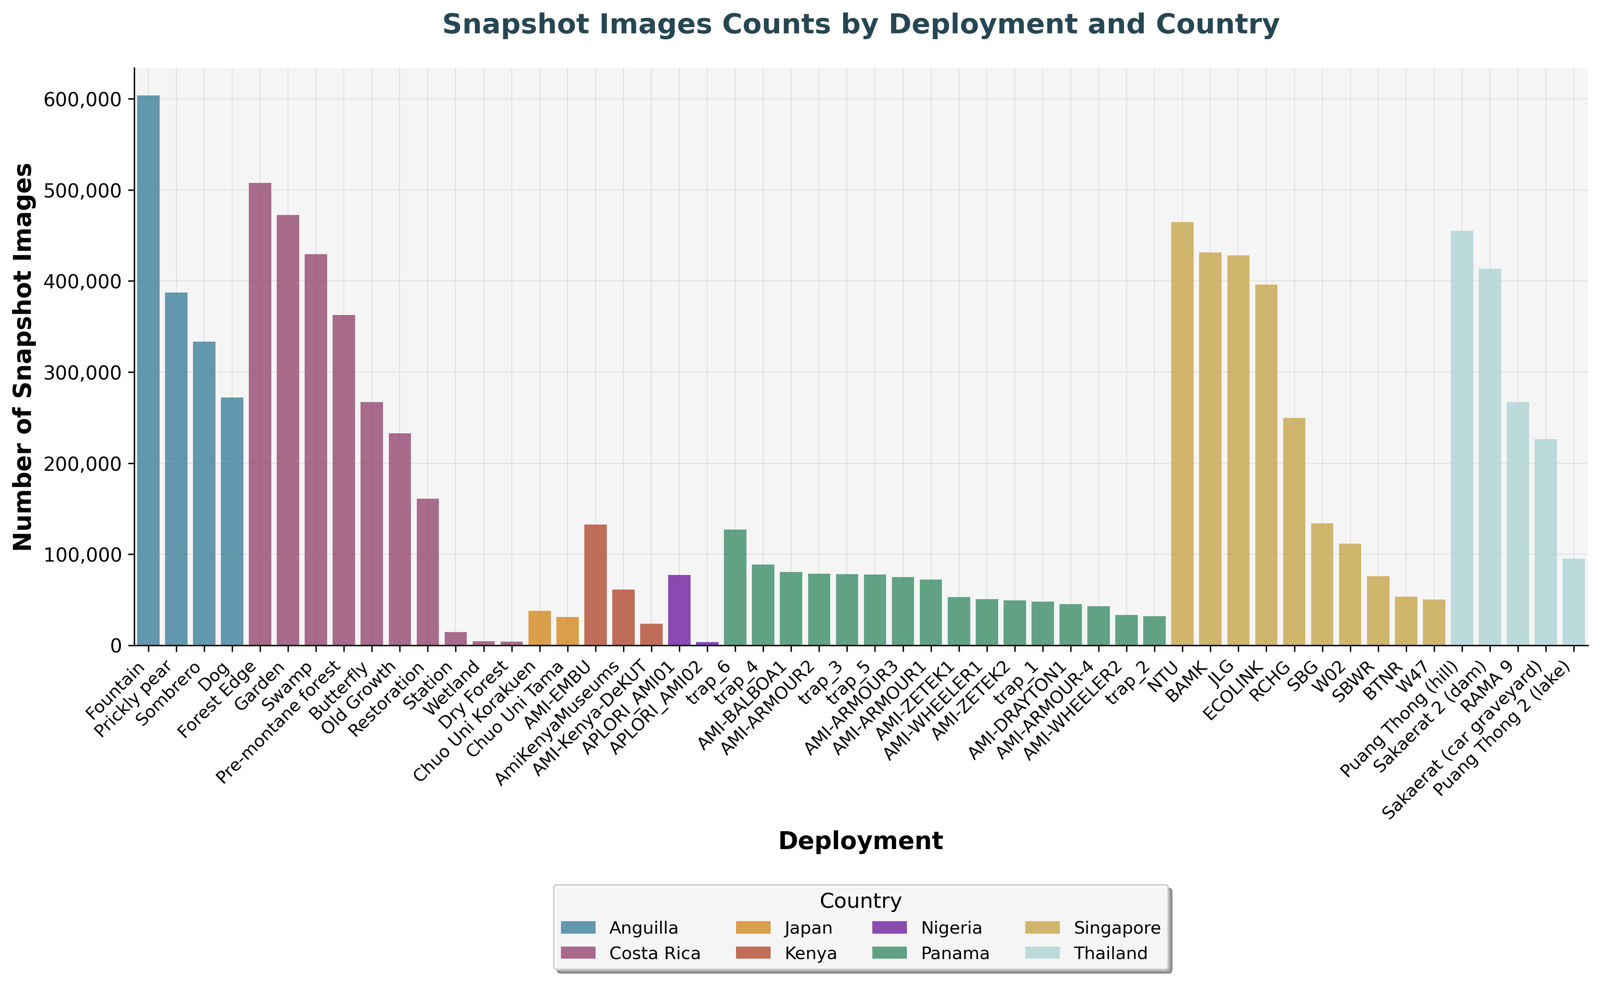 Snapshot Images Counts by Deployment and Country
Number of Snapshot Images
600,000
500,000
400,000
300,000
200,000
100,000
0
Fountain
Prickly pear
Sombrero
Dog
Forest Edge
Garden
Swamp
Pre-montane forest
Butterfly
Old Growth
Restoration
Station
Wetland
Dry Forest
Chuo Uni Korakuen
Chuo Uni Tama
AMI-EMBU
AmiKenyaMuseums
AMI-Kenya-DeKUT
APLORI_AMI01
APLORI_AMI02
trap_6
trap_4
AMI-BALBOA1
AMI-ARMOUR2
trap_3
trap_5
AMI-ARMOUR3
AMI-ARMOUR1
AMI-ZETEK1
AMI-WHEELER1
AMI-ZETEK2
trap_1
AMI-DRAYTON1
AMI-ARMOUR-4
AMI-WHEELER2
trap_2
NTU
BAMK
JLG
ECOLINK
RCHG
SBG
W02
SBWR
BTNR
W47
Puang Thong (hill)
Sakaerat 2 (dam)
RAMA 9
Sakaerat (car graveyard)
Puang Thong 2 (lake)
Deployment
Country
Anguilla
Costa Rica
Japan
Kenya
Nigeria
Panama
Singapore
Thailand